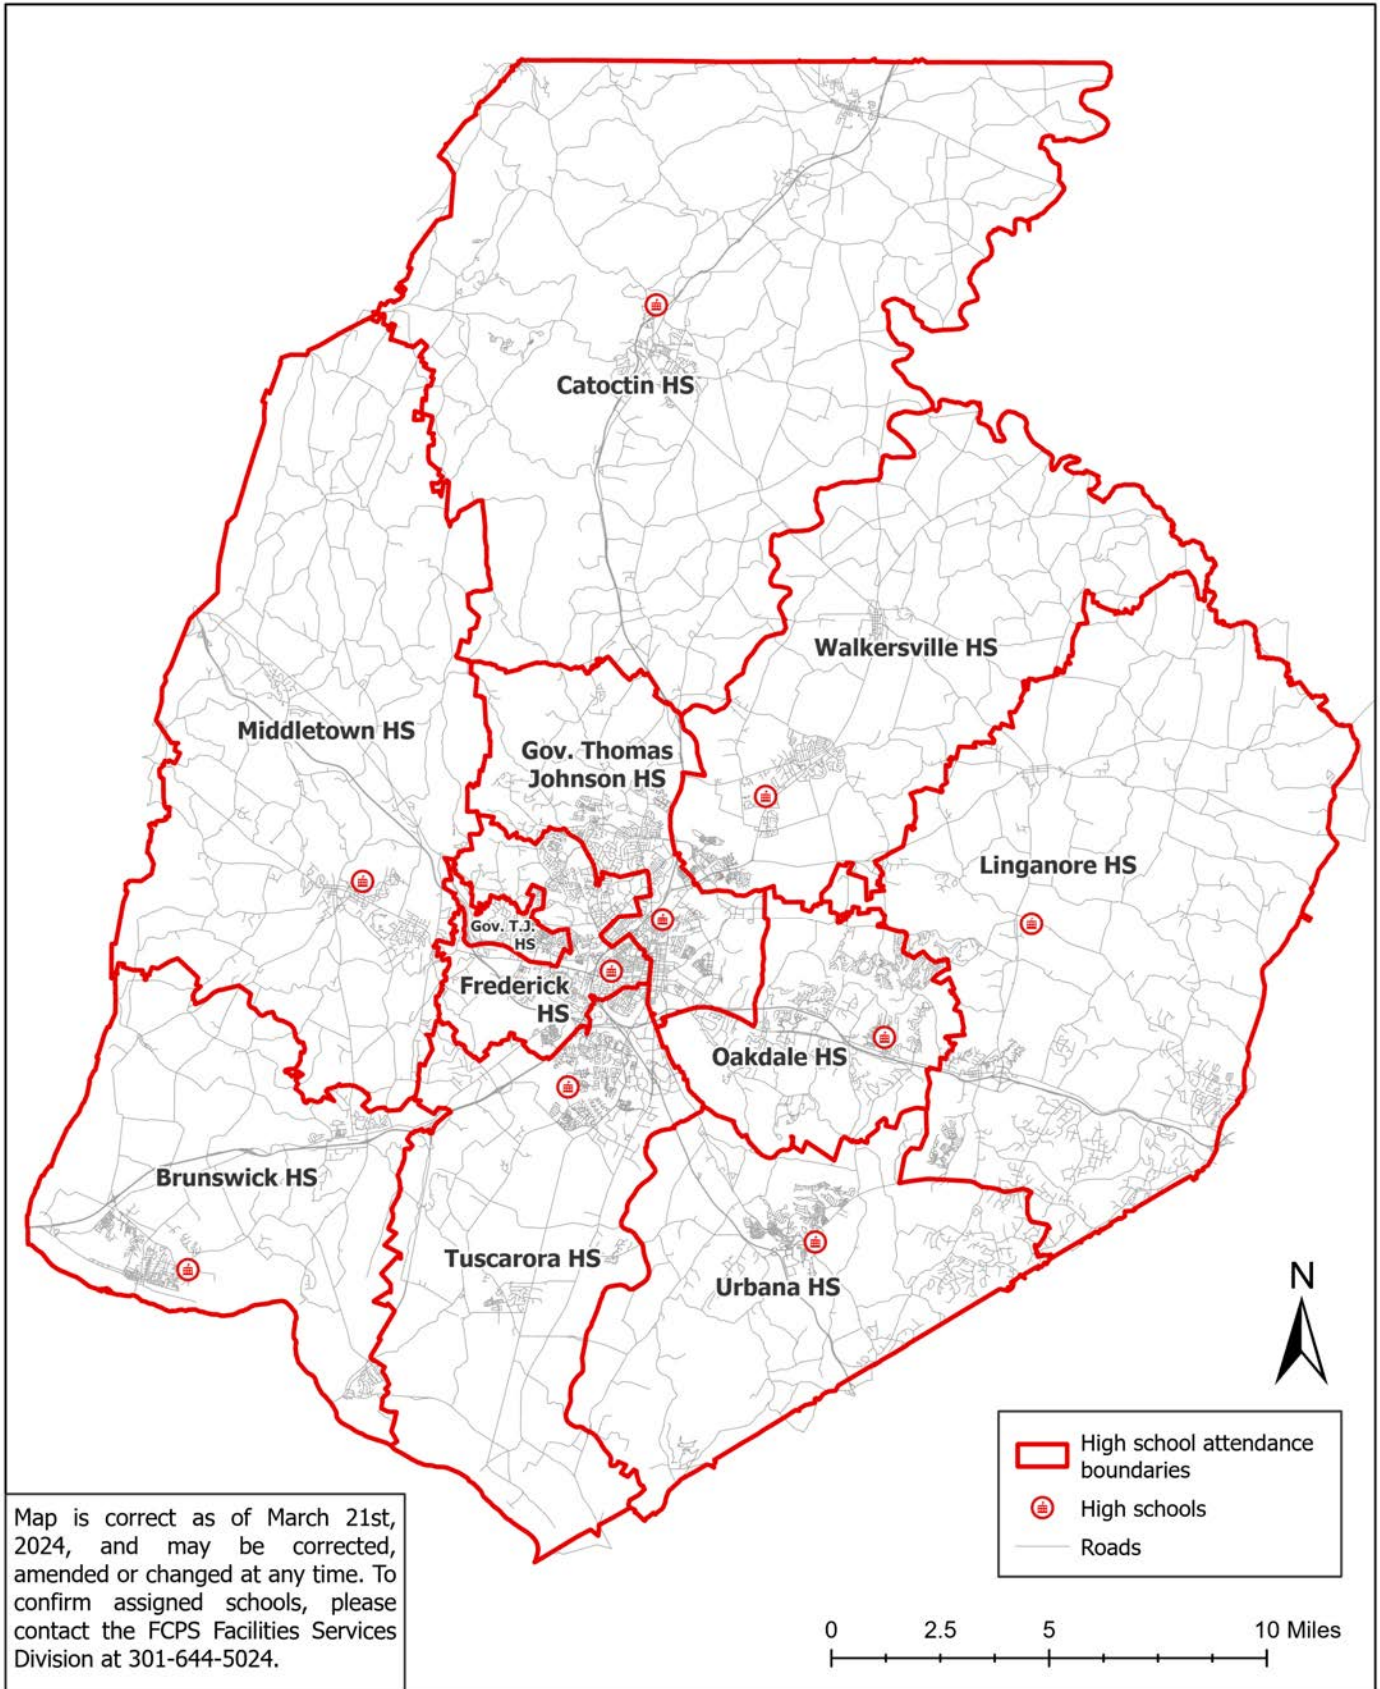 Catoctin HS
Walkersville HS
Middletown HS
Gov. Thomas
Johnson HS
Linganore HS
Gov. T.J.
HS
Frederick
HS
Oakdale HS
Brunswick HS
Tuscarora HS
Urbana HS
N
High school attendance
boundaries
High schools
Roads
Map is correct as of March 21st,
2024, and may be corrected,
amended or changed at any time. To
confirm assigned schools, please
contact the FCPS Facilities Services
Division at 301-644-5024.
0 2.5 5 10 Miles